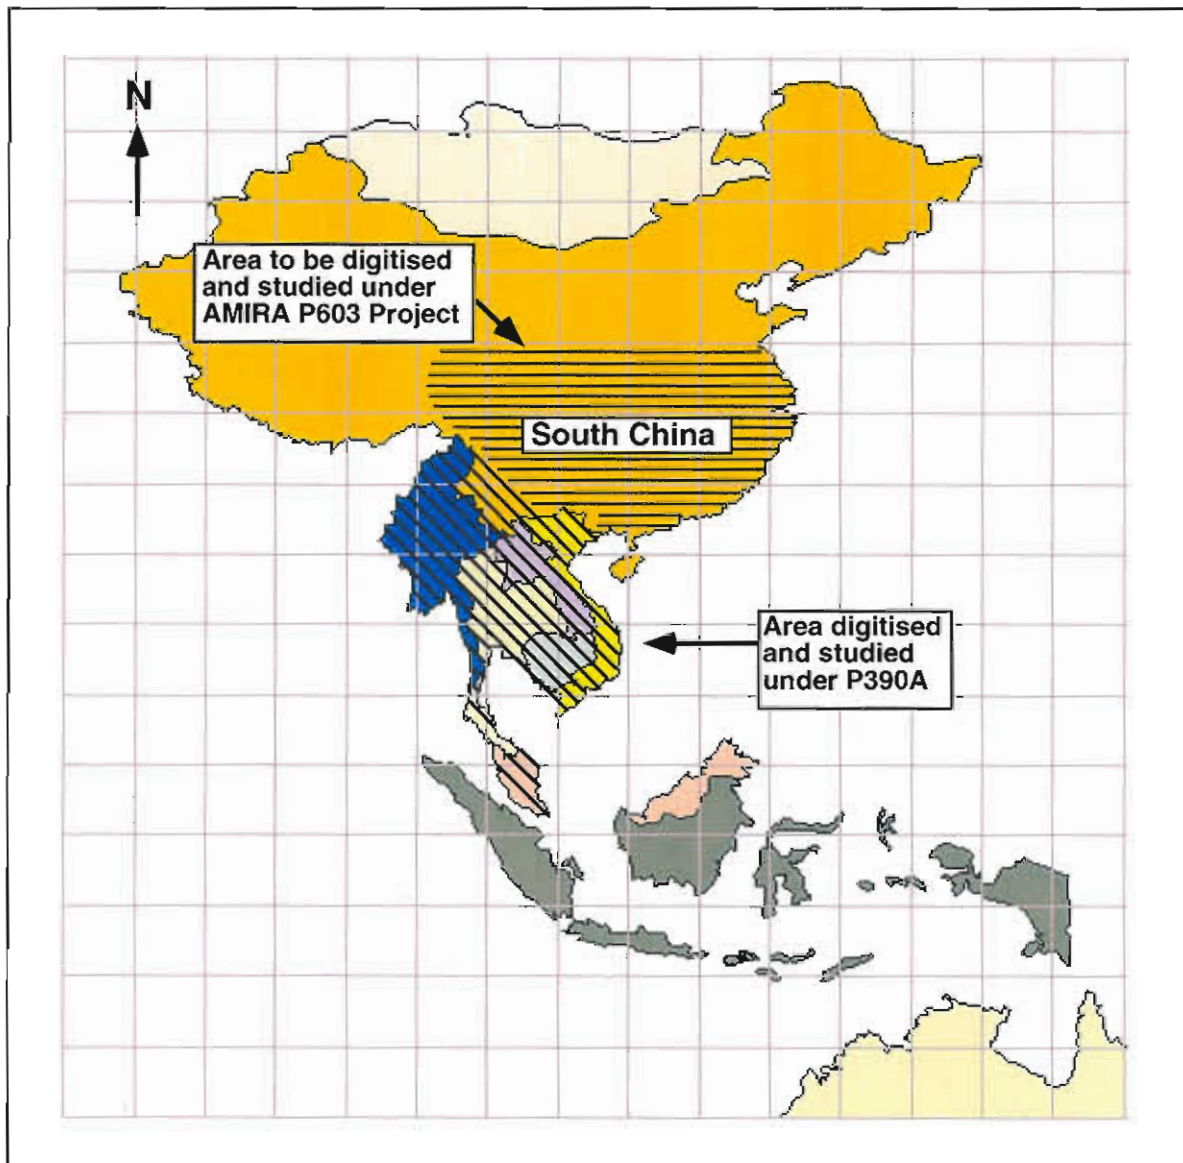 N
Area to be digitised
and studied under
AMIRA P603 Project
South China
Area digitised
and studied
under P390A